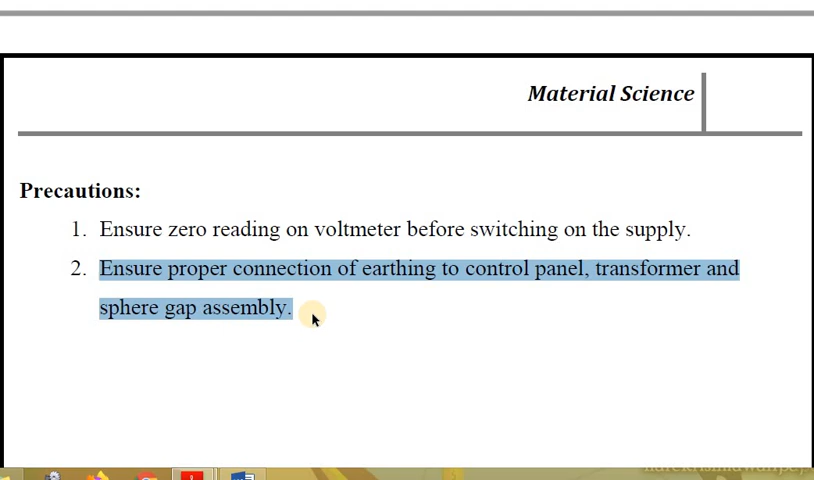 Material Science
Precautions:
1. Ensure zero reading on voltmeter before switching on the supply.
2. Ensure proper connection of earthing to control panel, transformer and
sphere gap assembly.